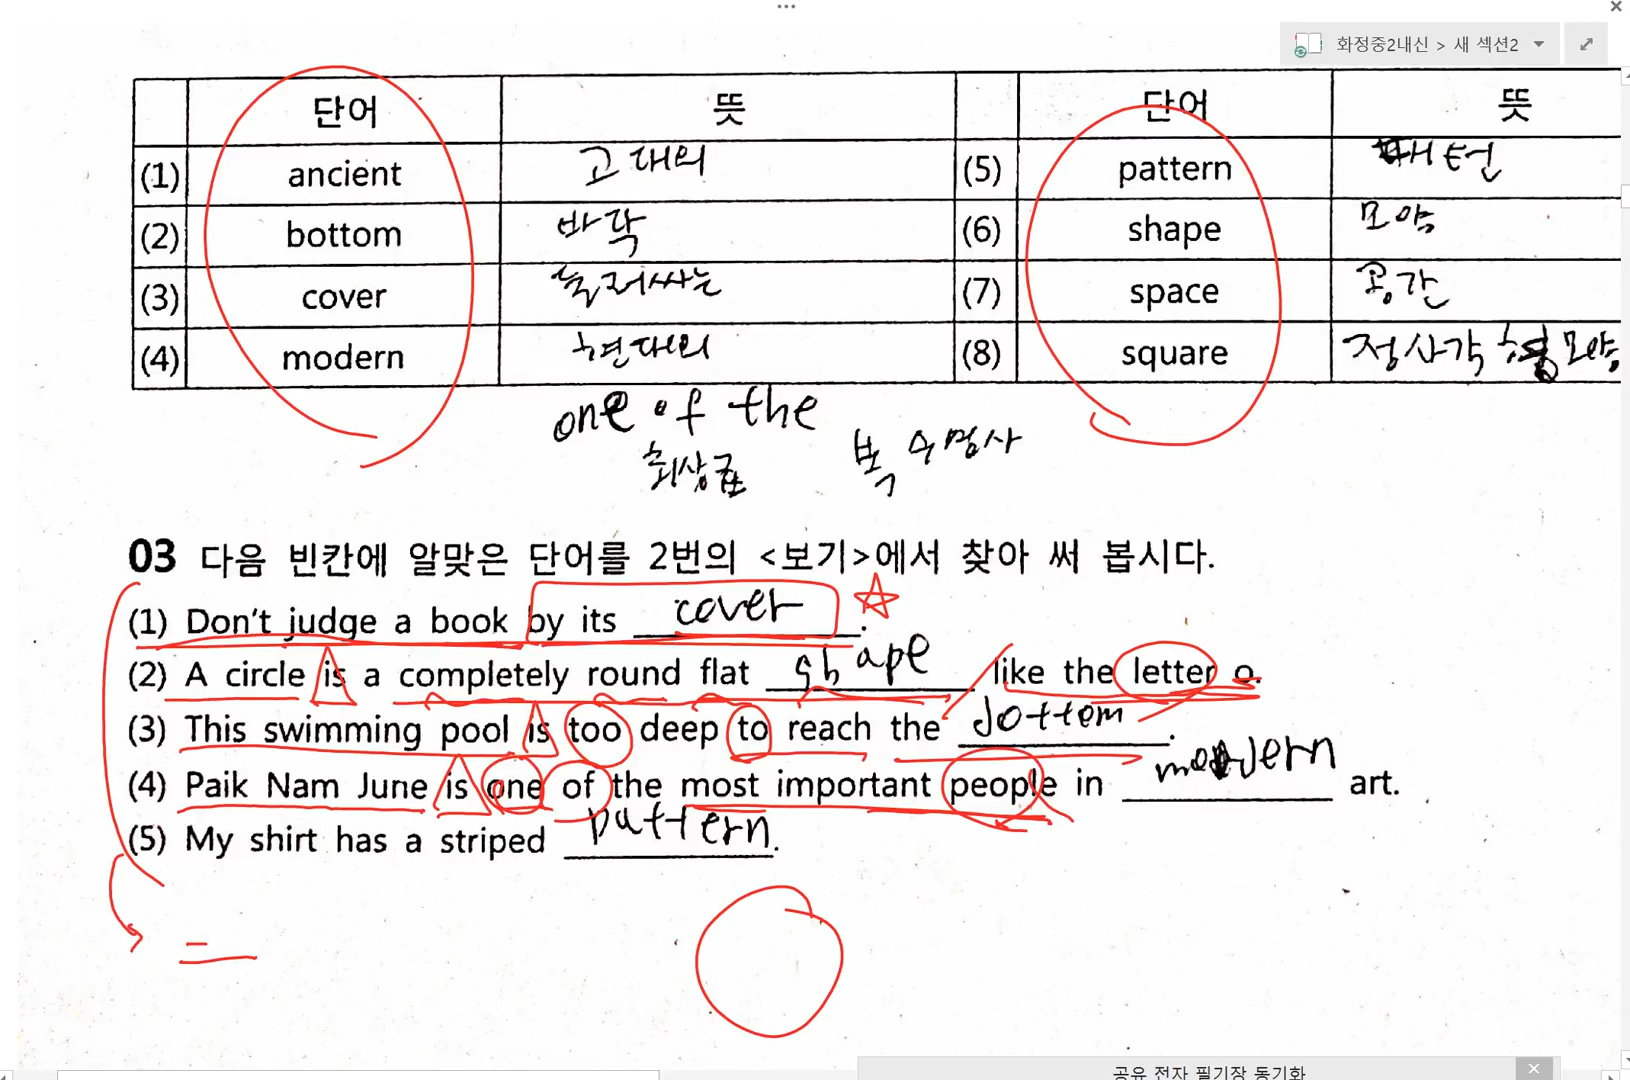 화정중2내신 > 새 섹션2
단어 뜻 단어 뜻
(1) ancient 고대의 (5) pattern 패턴
(2) bottom 바닥 (6) shape 모양
(3) cover 둘러싸는 (7) space 공간
(4) modern 현대의 (8) square 정사각형 모양
one of the
최상급 복수명사
03 다음 빈칸에 알맞은 단어를 2번의 <보기>에서 찾아 써 봅시다.
(1) Don't judge a book by its cover.
(2) A circle is a completely round flat shape like the letter o.
(3) This swimming pool is too deep to reach the bottom.
(4) Paik Nam June is one of the most important people in modern art.
(5) My shirt has a striped pattern.
공유 전자 필기장 동기화